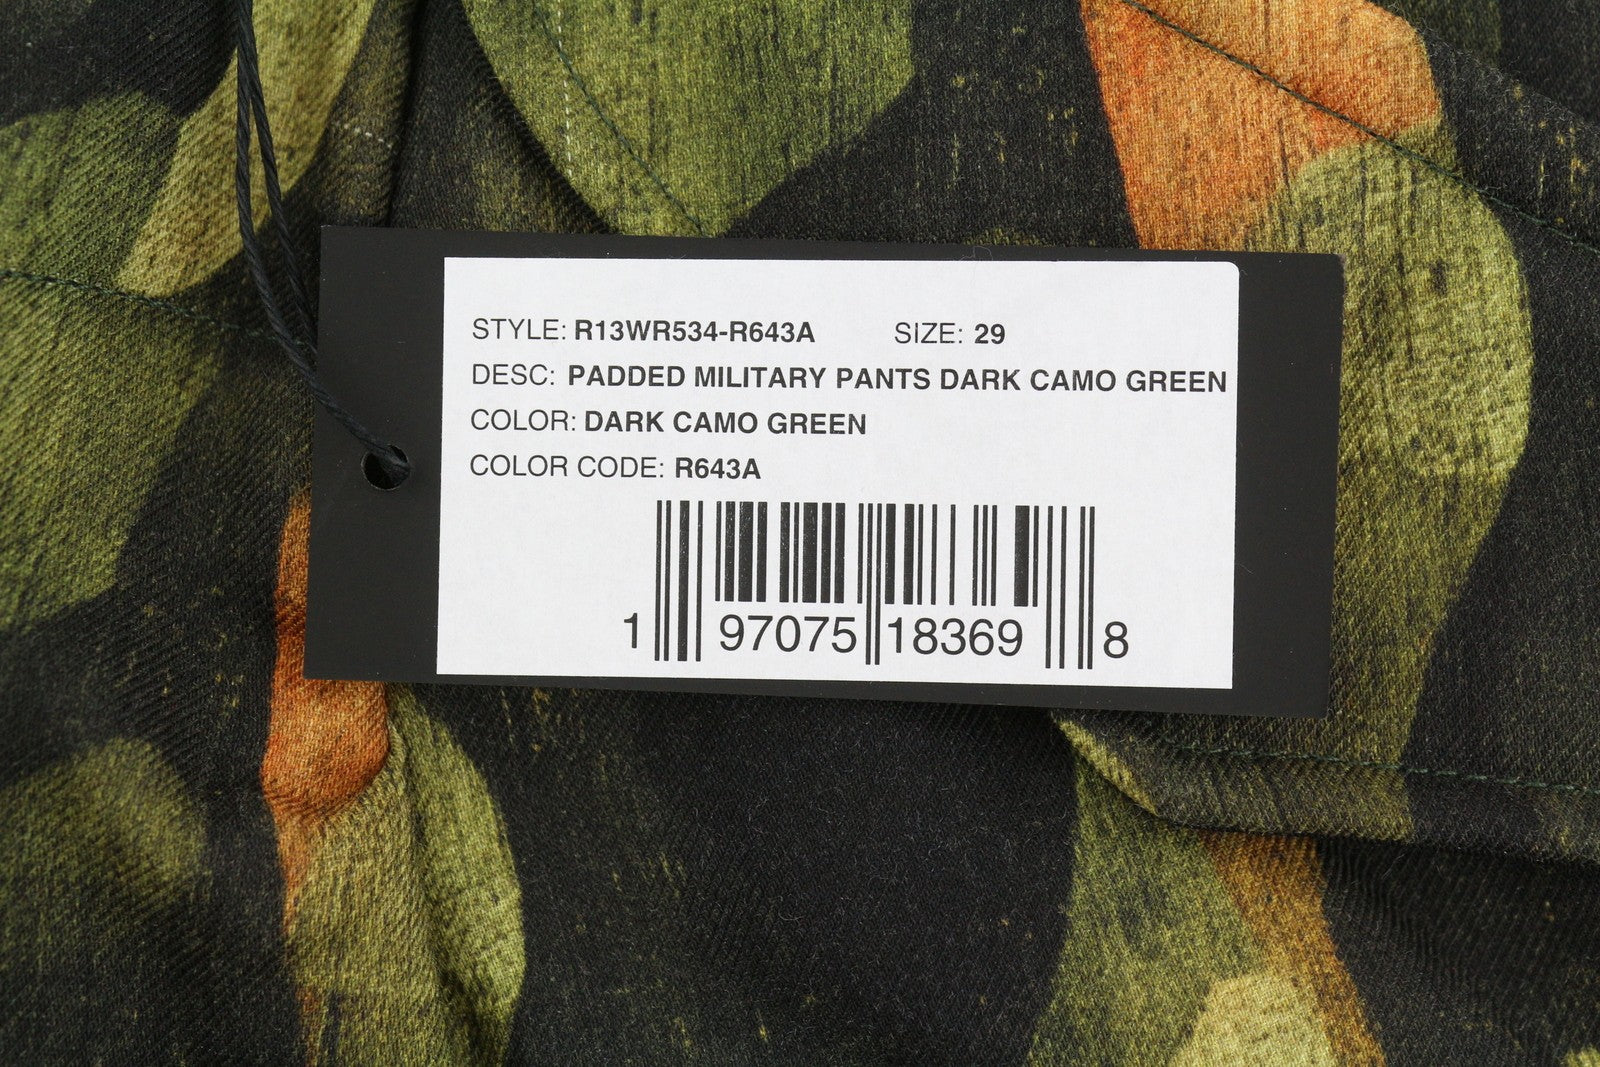 STYLE: R13WR534-R643A SIZE: 29
DESC: PADDED MILITARY PANTS DARK CAMO GREEN
COLOR: DARK CAMO GREEN
COLOR CODE: R643A
1 97075 18369 8